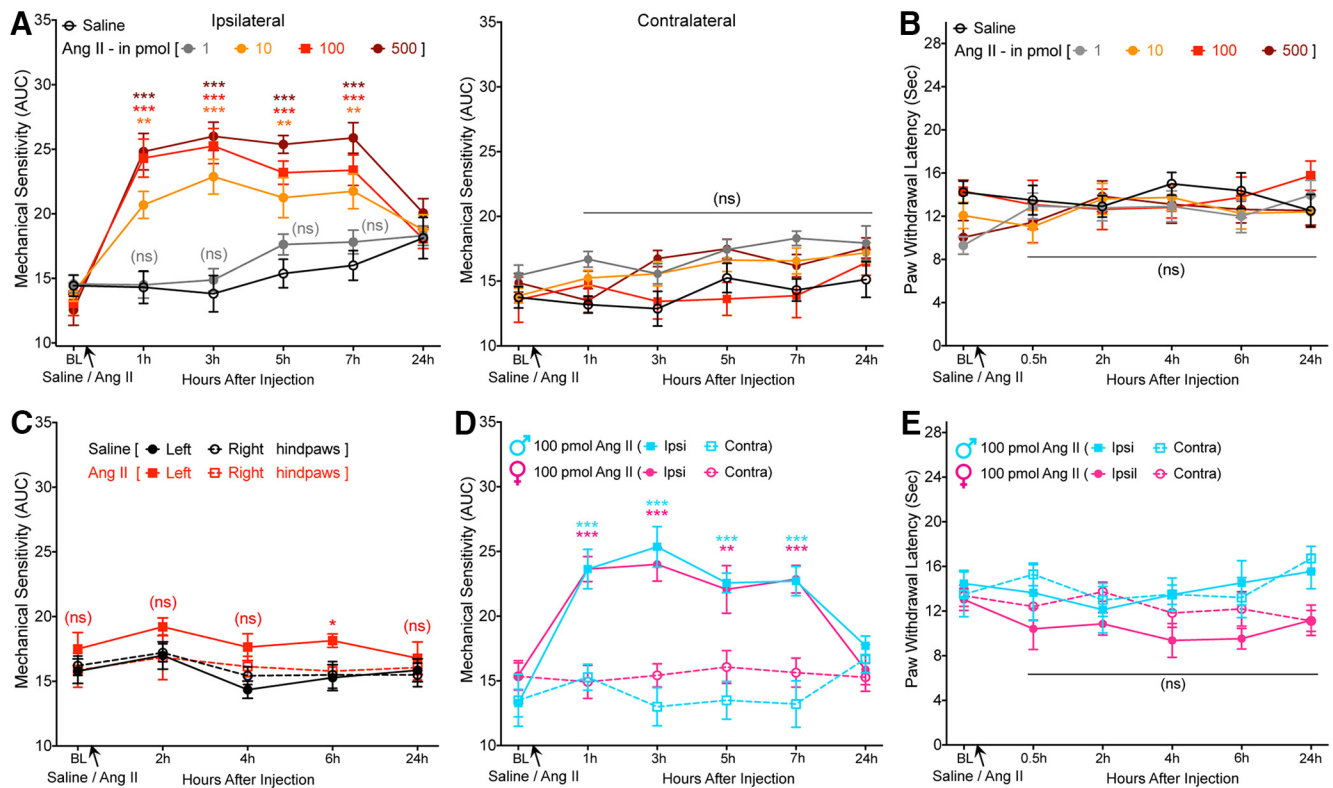 A
Ipsilateral
Saline
Ang II - in pmol [ 1 10 100 500 ]
Mechanical Sensitivity (AUC)
35
30
25
20
15
10
*** *** *** ***
*** *** *** ***
** *** ** **
(ns) (ns) (ns) (ns)
BL 1h 3h 5h 7h 24h
Saline / Ang II
Hours After Injection
Contralateral
Mechanical Sensitivity (AUC)
35
30
25
20
15
10
(ns)
BL 1h 3h 5h 7h 24h
Saline / Ang II
Hours After Injection
B
Saline
Ang II - in pmol [ 1 10 100 500 ]
Paw Withdrawal Latency (Sec)
28
24
20
16
12
8
4
0
(ns)
BL 0.5h 2h 4h 6h 24h
Saline / Ang II
Hours After Injection
C
Saline [ Left Right hindpaws ]
Ang II [ Left Right hindpaws ]
Mechanical Sensitivity (AUC)
35
30
25
20
15
10
(ns) (ns) (ns) * (ns)
BL 2h 4h 6h 24h
Saline / Ang II
Hours After Injection
D
♂ 100 pmol Ang II ( Ipsi Contra)
♀ 100 pmol Ang II ( Ipsi Contra)
Mechanical Sensitivity (AUC)
35
30
25
20
15
10
*** *** *** ***
*** *** ** ***
BL 1h 3h 5h 7h 24h
Saline / Ang II
Hours After Injection
E
♂ 100 pmol Ang II ( Ipsi Contra)
♀ 100 pmol Ang II ( Ipsil Contra)
Paw Withdrawal Latency (Sec)
28
24
20
16
12
8
4
0
(ns)
BL 0.5h 2h 4h 6h 24h
Saline / Ang II
Hours After Injection